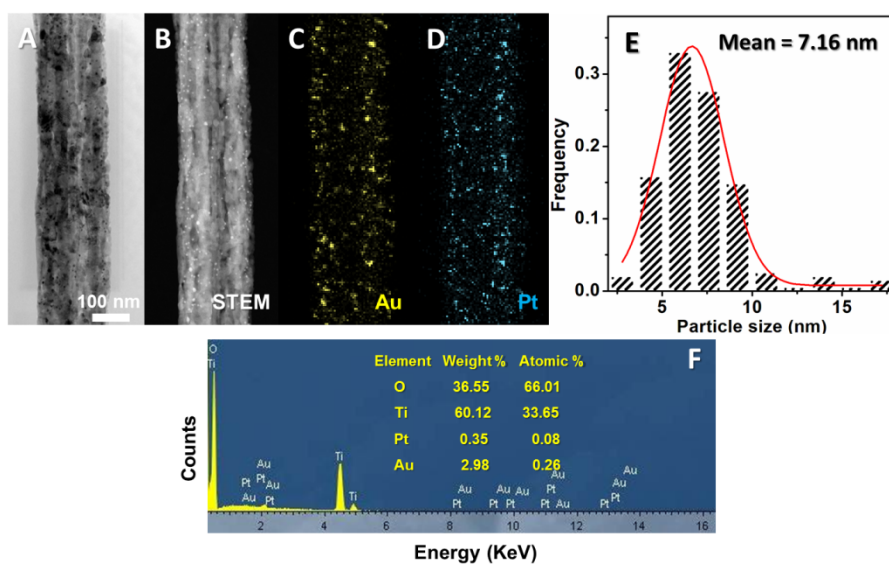 A
B
C
D
E
Mean = 7.16 nm
0.3
0.2
0.1
0.0
Frequency
5
10
15
Particle size (nm)
100 nm
STEM
Au
Pt
F
Element Weight % Atomic %
O 36.55 66.01
Ti 60.12 33.65
Pt 0.35 0.08
Au 2.98 0.26
O
Ti
Pt
Au
Au
Pt
Au
Pt
Ti
Ti
Au
Pt
Au
Pt
Au
Pt
Au
Pt
Pt
Au
Au
Au
Pt
Pt
2 4 6 8 10 12 14 16
Counts
Energy (KeV)